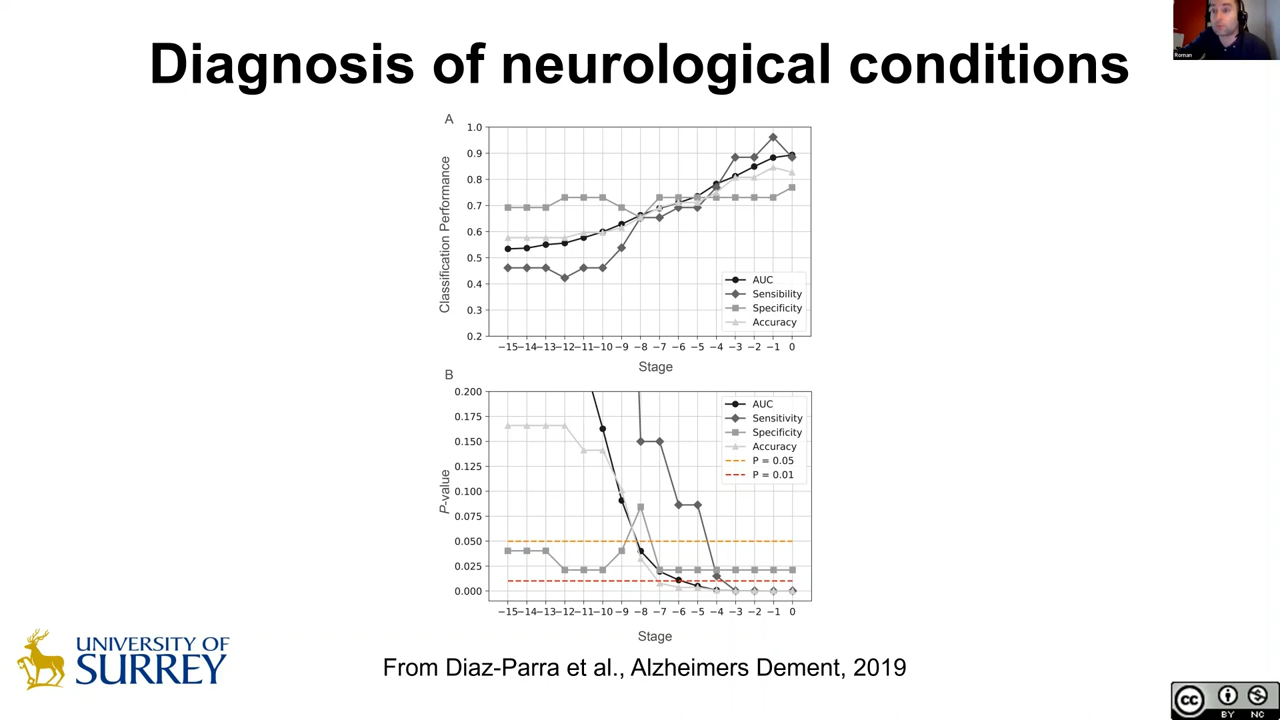 Roman
Diagnosis of neurological conditions
A
1.0
0.9
0.8
0.7
0.6
0.5
0.4
0.3
0.2
Classification Performance
AUC
Sensibility
Specificity
Accuracy
−15 −14 −13 −12 −11 −10 −9 −8 −7 −6 −5 −4 −3 −2 −1 0
Stage
B
0.200
0.175
0.150
0.125
0.100
0.075
0.050
0.025
0.000
P-value
AUC
Sensitivity
Specificity
Accuracy
P = 0.05
P = 0.01
−15 −14 −13 −12 −11 −10 −9 −8 −7 −6 −5 −4 −3 −2 −1 0
Stage
UNIVERSITY OF
SURREY
From Diaz-Parra et al., Alzheimers Dement, 2019
cc
BY NC